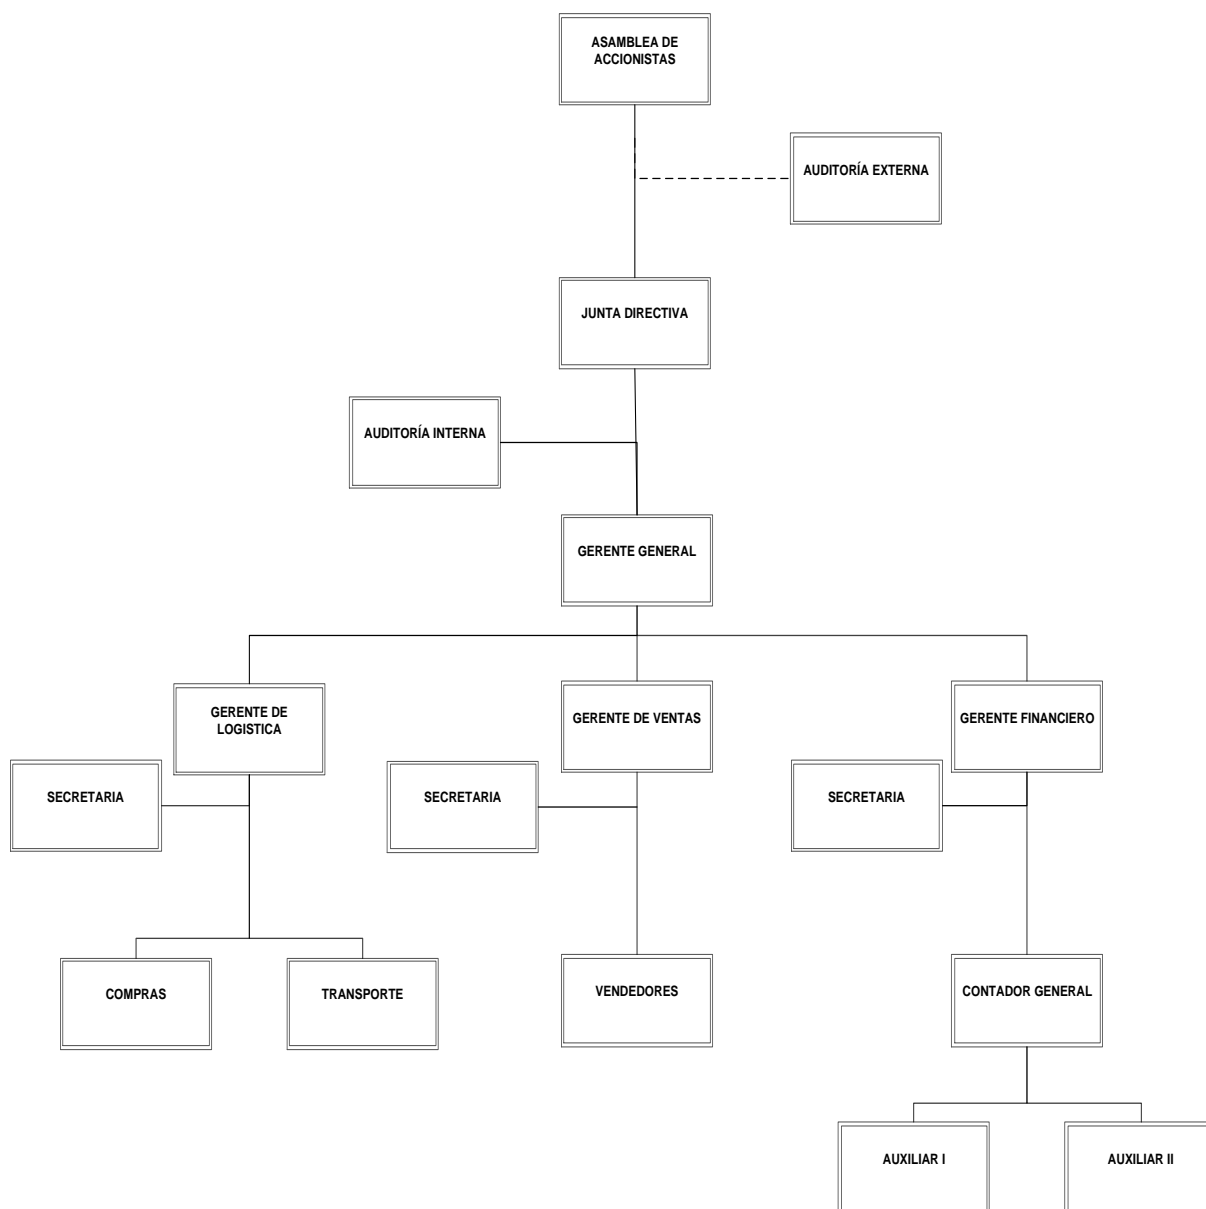 ASAMBLEA DE
ACCIONISTAS
AUDITORÍA EXTERNA
JUNTA DIRECTIVA
AUDITORÍA INTERNA
GERENTE GENERAL
GERENTE DE
LOGISTICA
GERENTE DE VENTAS
GERENTE FINANCIERO
SECRETARIA
SECRETARIA
SECRETARIA
COMPRAS
TRANSPORTE
VENDEDORES
CONTADOR GENERAL
AUXILIAR I
AUXILIAR II